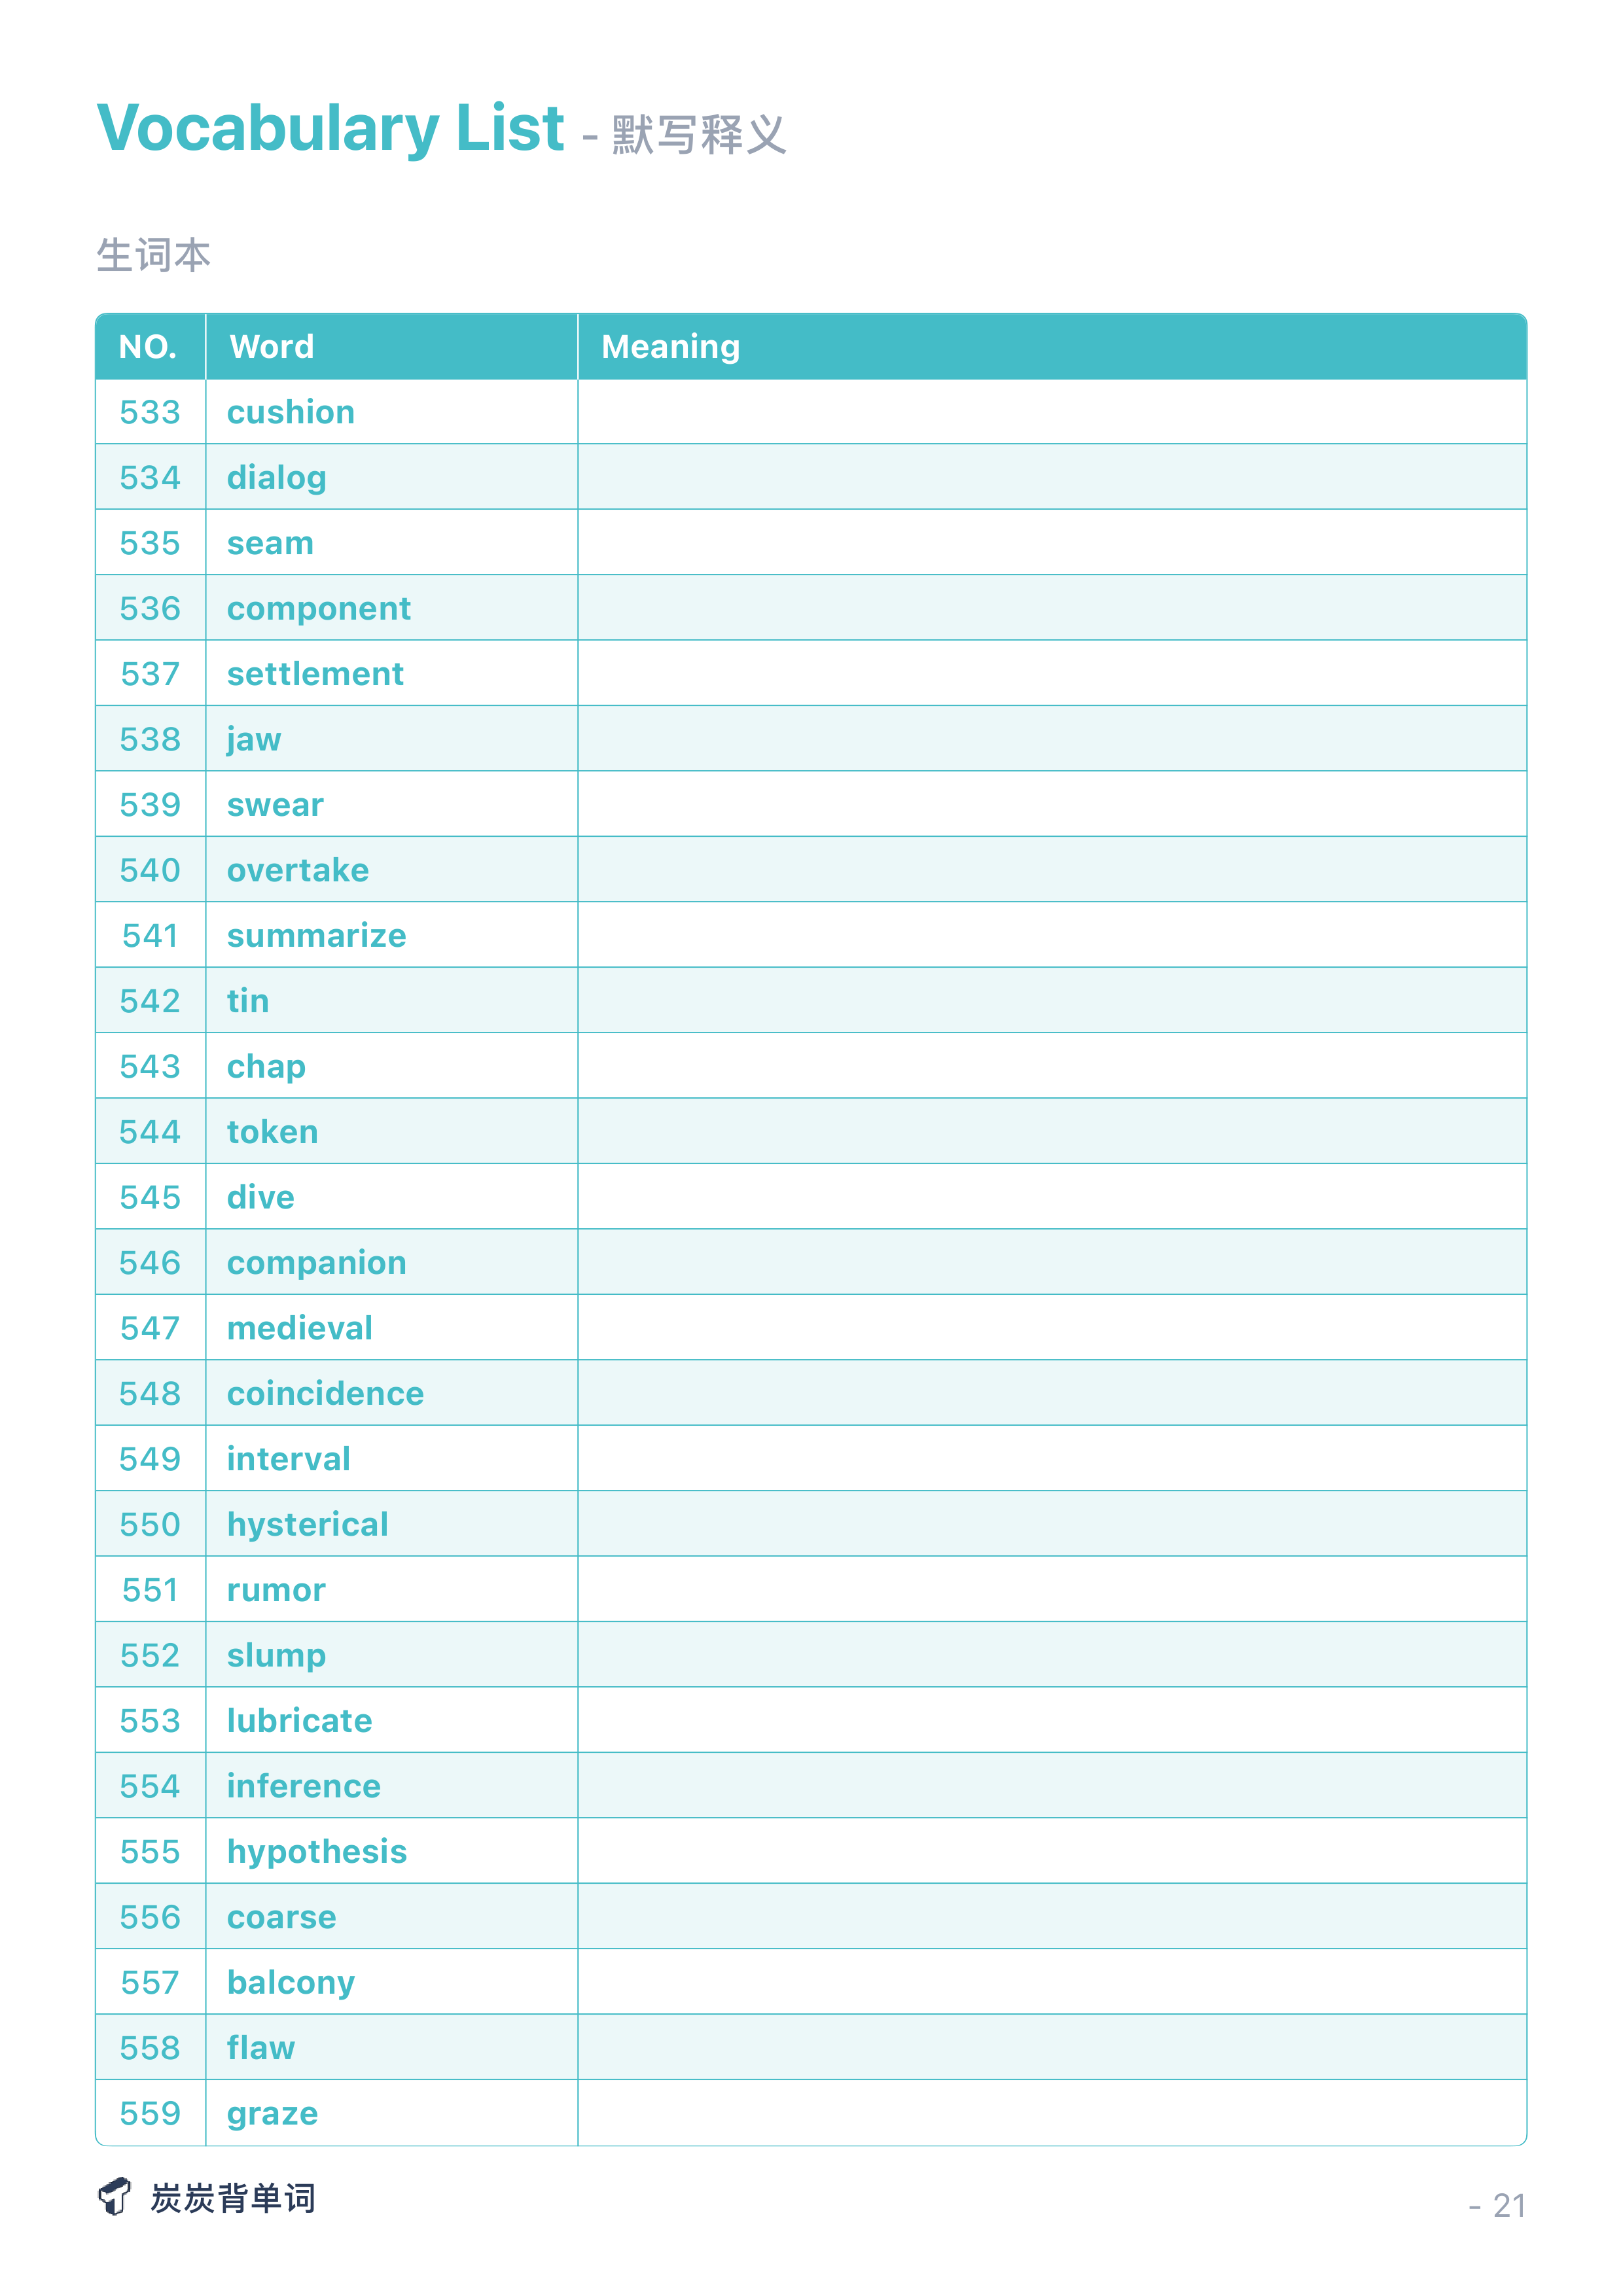 Vocabulary List - 默写释义
生词本
NO. Word Meaning
533 cushion
534 dialog
535 seam
536 component
537 settlement
538 jaw
539 swear
540 overtake
541 summarize
542 tin
543 chap
544 token
545 dive
546 companion
547 medieval
548 coincidence
549 interval
550 hysterical
551 rumor
552 slump
553 lubricate
554 inference
555 hypothesis
556 coarse
557 balcony
558 flaw
559 graze
炭炭背单词 - 21